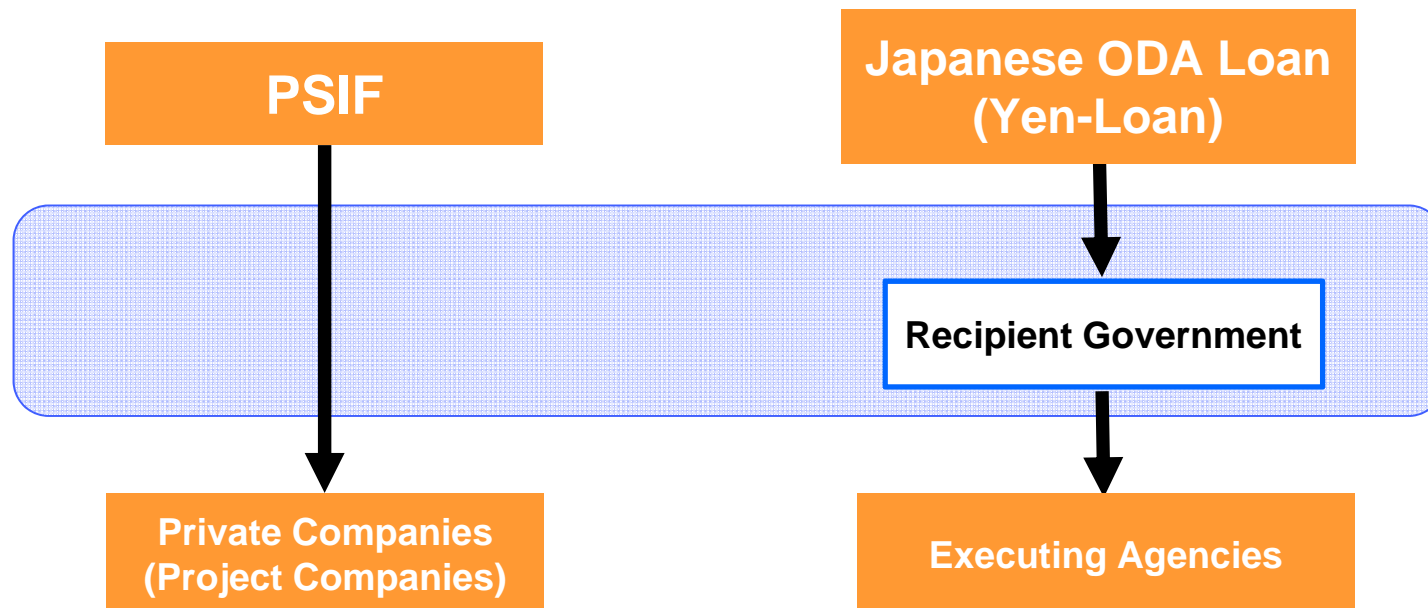 PSIF
Japanese ODA Loan
(Yen-Loan)
Recipient Government
Private Companies
(Project Companies)
Executing Agencies